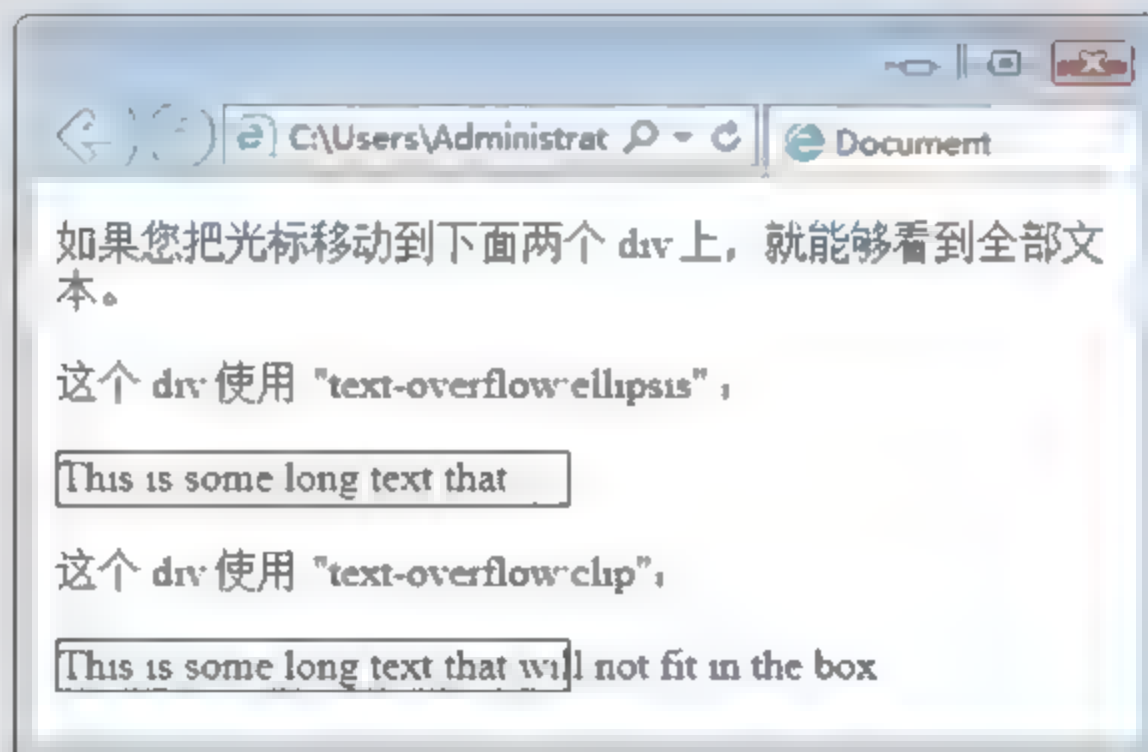 C:\Users\Administrat
Document
如果您把光标移动到下面两个 div 上，就能够看到全部文
本。
这个 div 使用 "text-overflow:ellipsis"：
This is some long text that
这个 div 使用 "text-overflow:clip"：
This is some long text that will not fit in the box